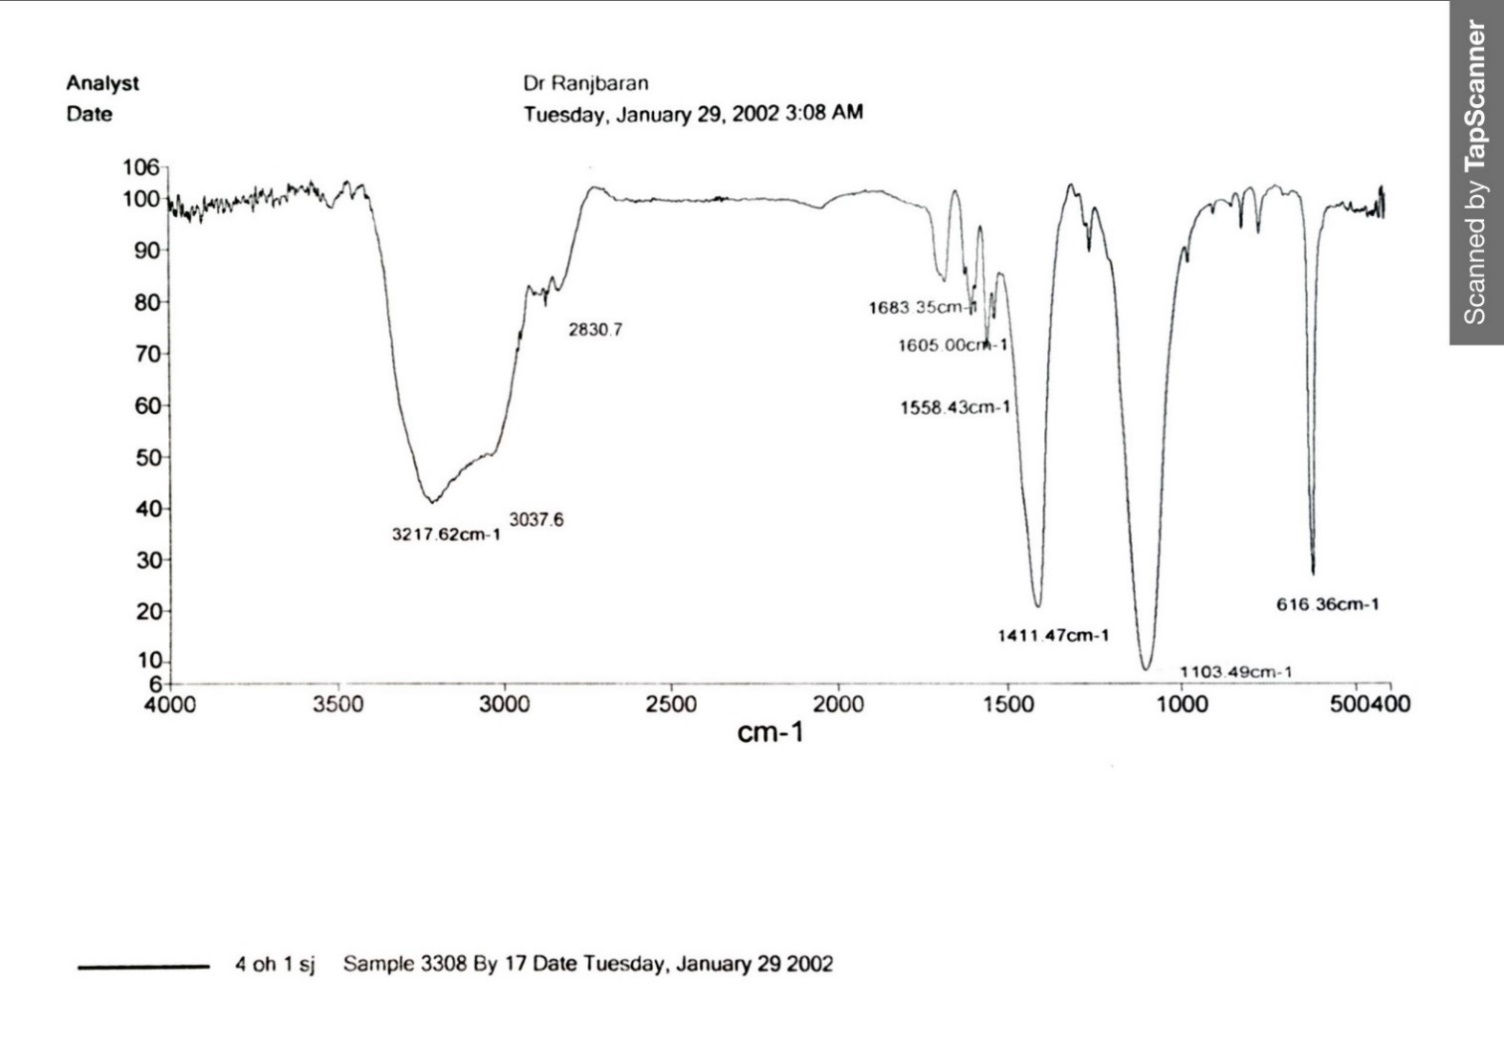 Analyst Dr Ranjbaran
Date Tuesday, January 29, 2002 3:08 AM
106
100
90
80
70
60
50
40
30
20
10
6
2830.7
3217.62cm-1
3037.6
1683.35cm-1
1605.00cm-1
1558.43cm-1
1411.47cm-1
1103.49cm-1
616.36cm-1
4000 3500 3000 2500 2000 1500 1000 500400
cm-1
4 oh 1 sj Sample 3308 By 17 Date Tuesday, January 29 2002
Scanned by TapScanner